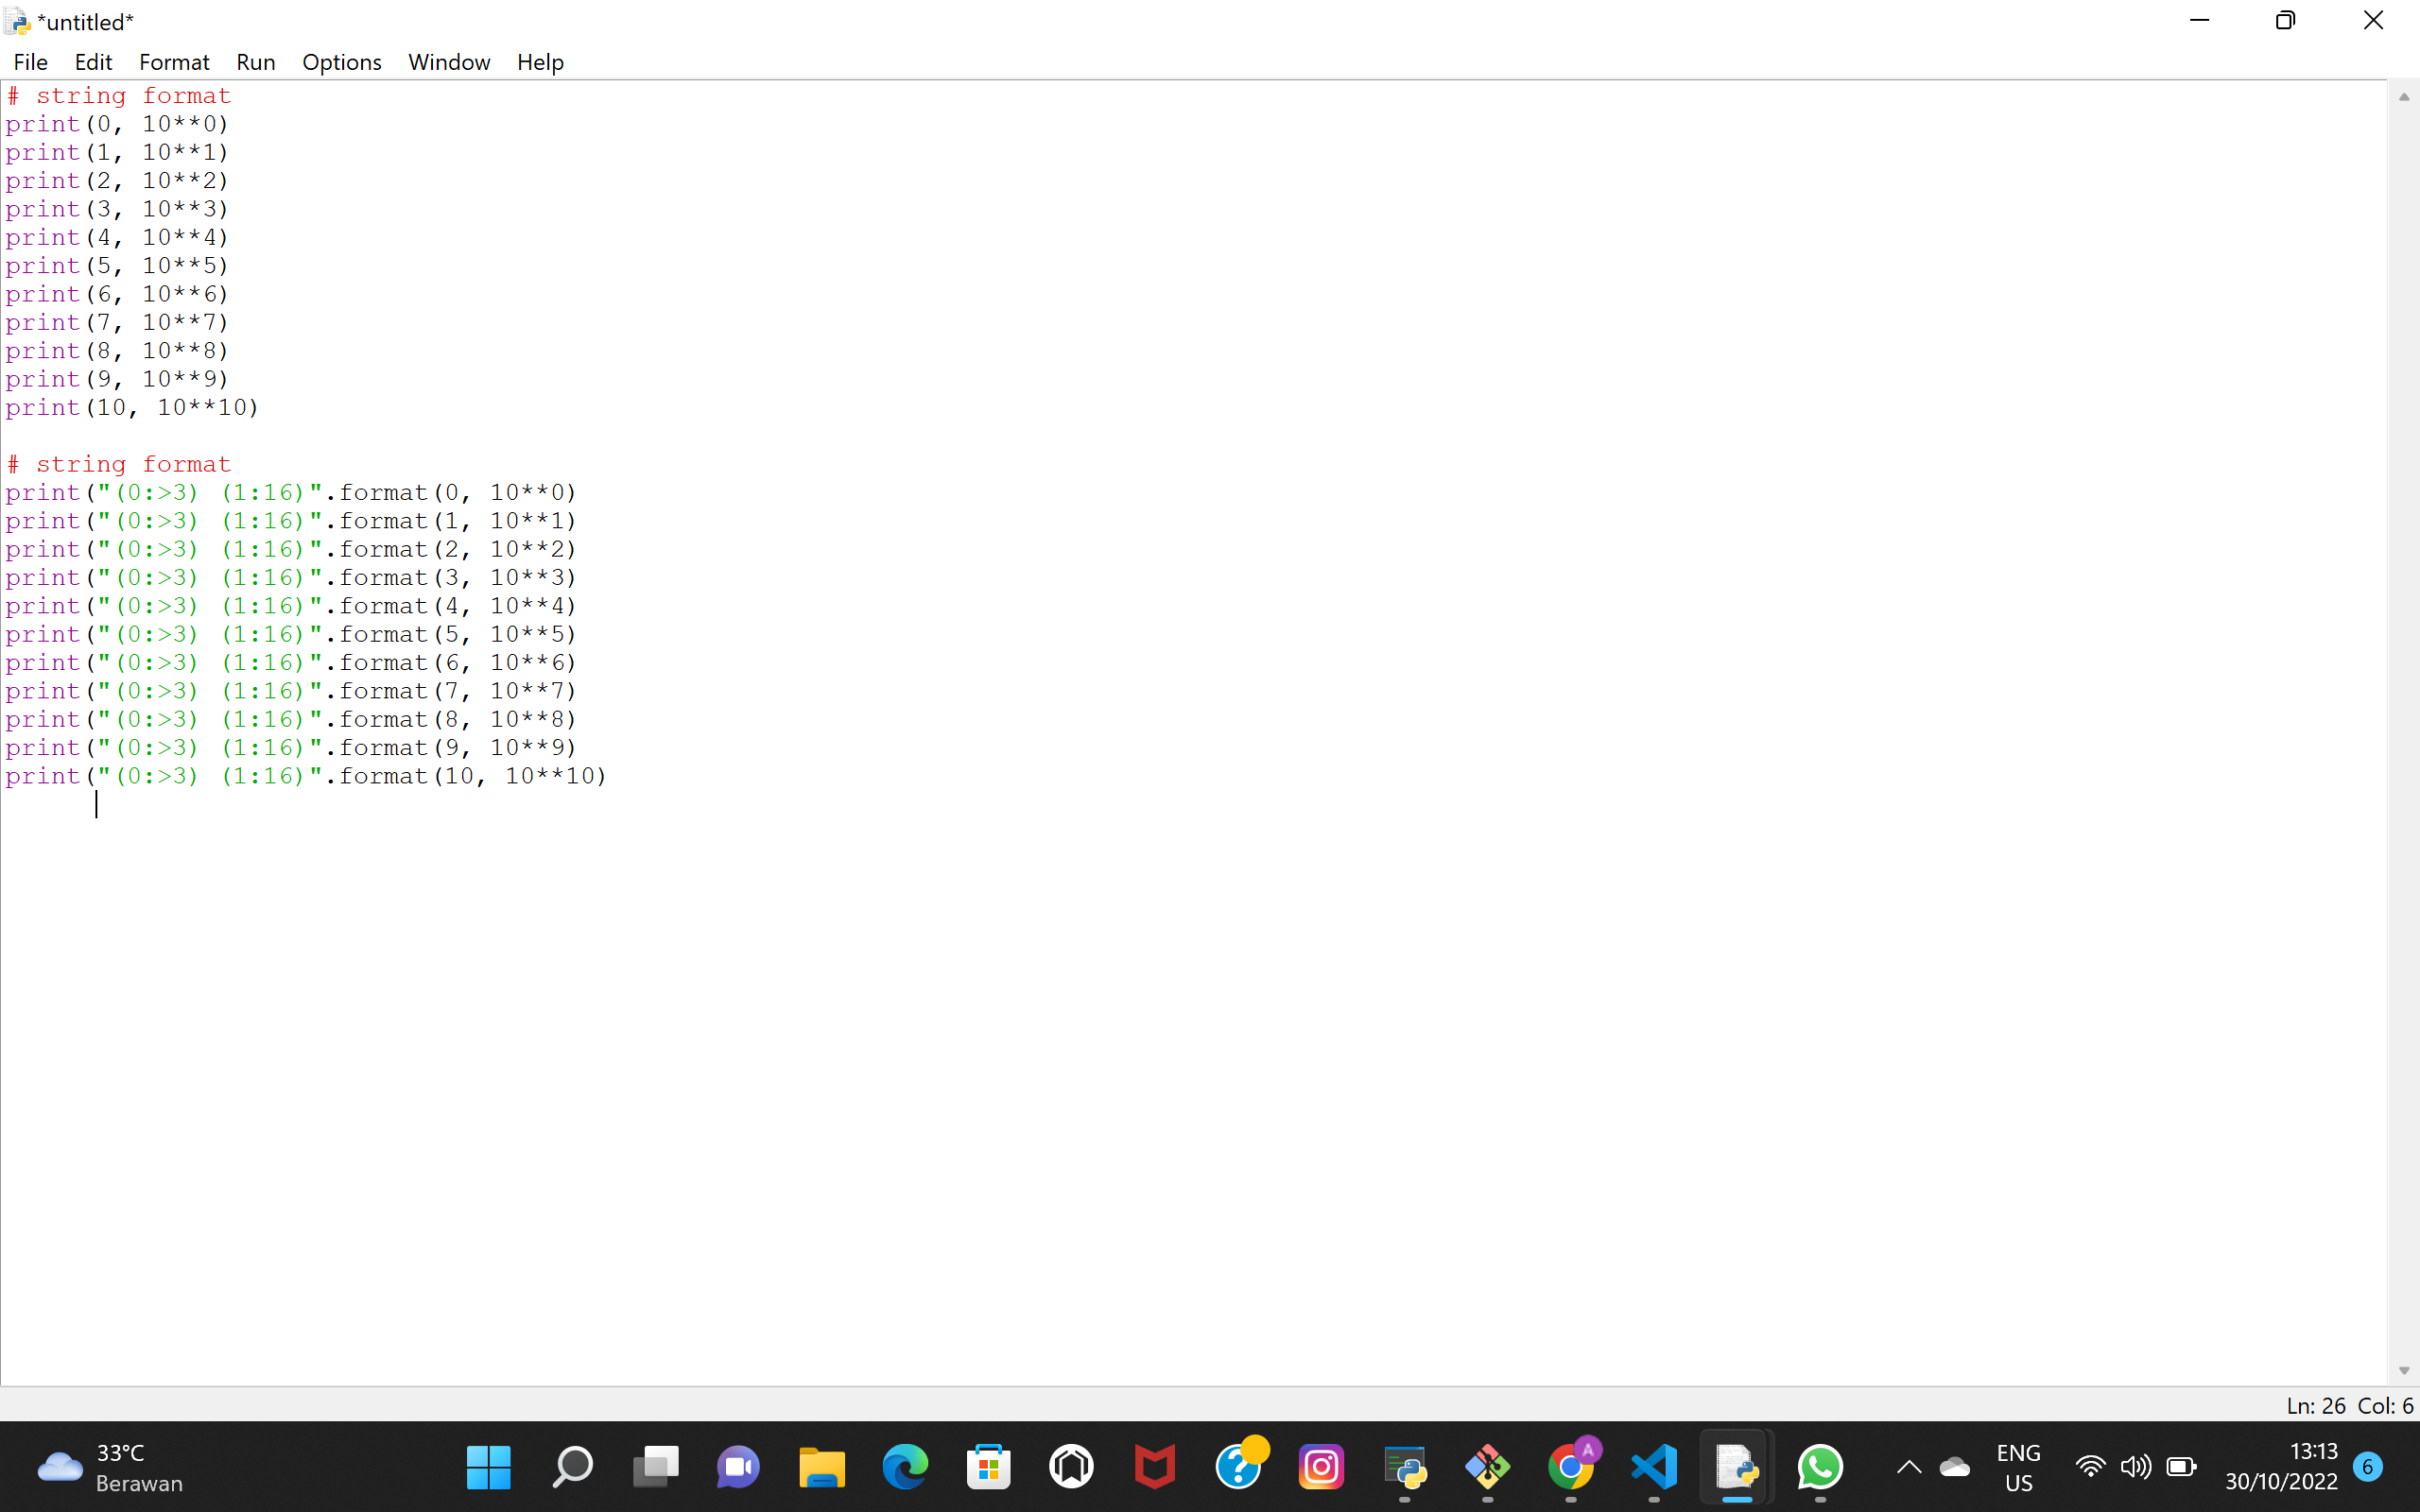 *untitled*
File Edit Format Run Options Window Help
# string format
print(0, 10**0)
print(1, 10**1)
print(2, 10**2)
print(3, 10**3)
print(4, 10**4)
print(5, 10**5)
print(6, 10**6)
print(7, 10**7)
print(8, 10**8)
print(9, 10**9)
print(10, 10**10)
# string format
print("(0:>3) (1:16)".format(0, 10**0)
print("(0:>3) (1:16)".format(1, 10**1)
print("(0:>3) (1:16)".format(2, 10**2)
print("(0:>3) (1:16)".format(3, 10**3)
print("(0:>3) (1:16)".format(4, 10**4)
print("(0:>3) (1:16)".format(5, 10**5)
print("(0:>3) (1:16)".format(6, 10**6)
print("(0:>3) (1:16)".format(7, 10**7)
print("(0:>3) (1:16)".format(8, 10**8)
print("(0:>3) (1:16)".format(9, 10**9)
print("(0:>3) (1:16)".format(10, 10**10)
Ln: 26 Col: 6
33°C
Berawan
A
ENG
US
13:13
30/10/2022
6